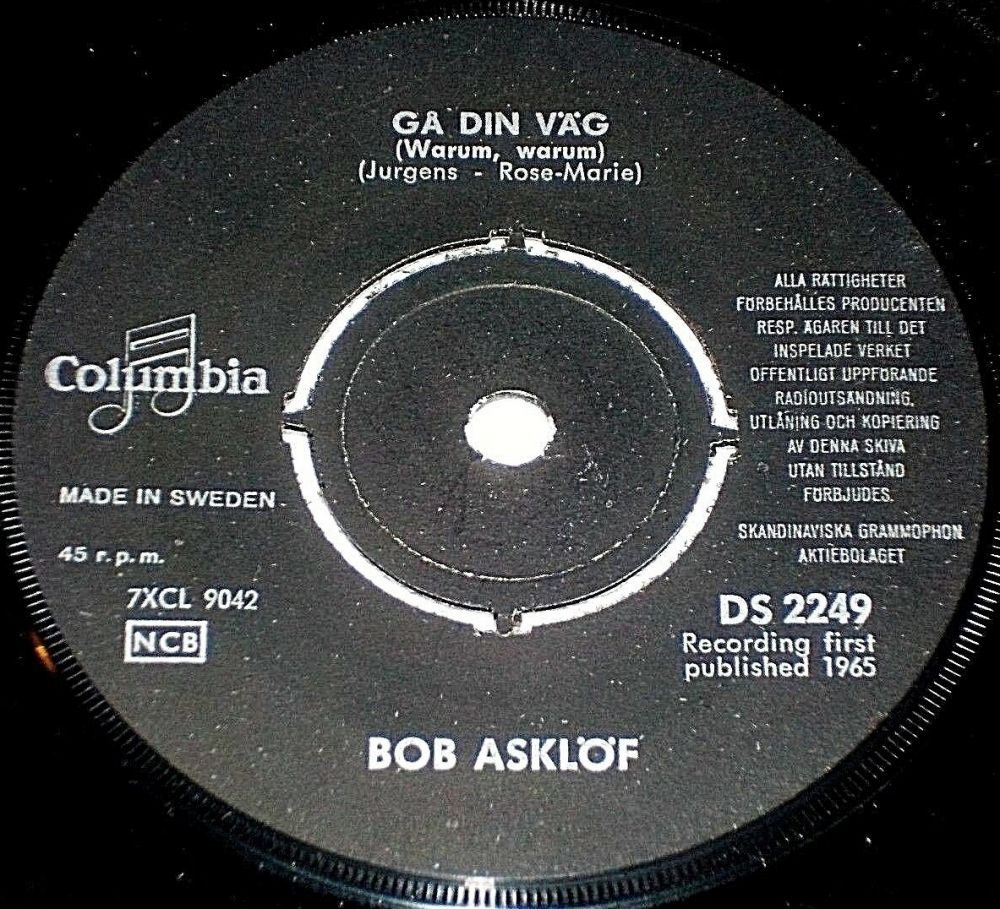 GÅ DIN VÄG
(Warum, warum)
(Jurgens - Rose-Marie)
Columbia
MADE IN SWEDEN
45 r.p.m.
7XCL 9042
NCB
ALLA RÄTTIGHETER
FÖRBEHÅLLES PRODUCENTEN
RESP. ÄGAREN TILL DET
INSPELADE VERKET
OFFENTLIGT UPPFÖRANDE
RADIOUTSÄNDNING,
UTLÅNING OCH KOPIERING
AV DENNA SKIVA
UTAN TILLSTÅND
FÖRBJUDES.
SKANDINAVISKA GRAMMOPHON
AKTIEBOLAGET
DS 2249
Recording first
published 1965
BOB ASKLÖF